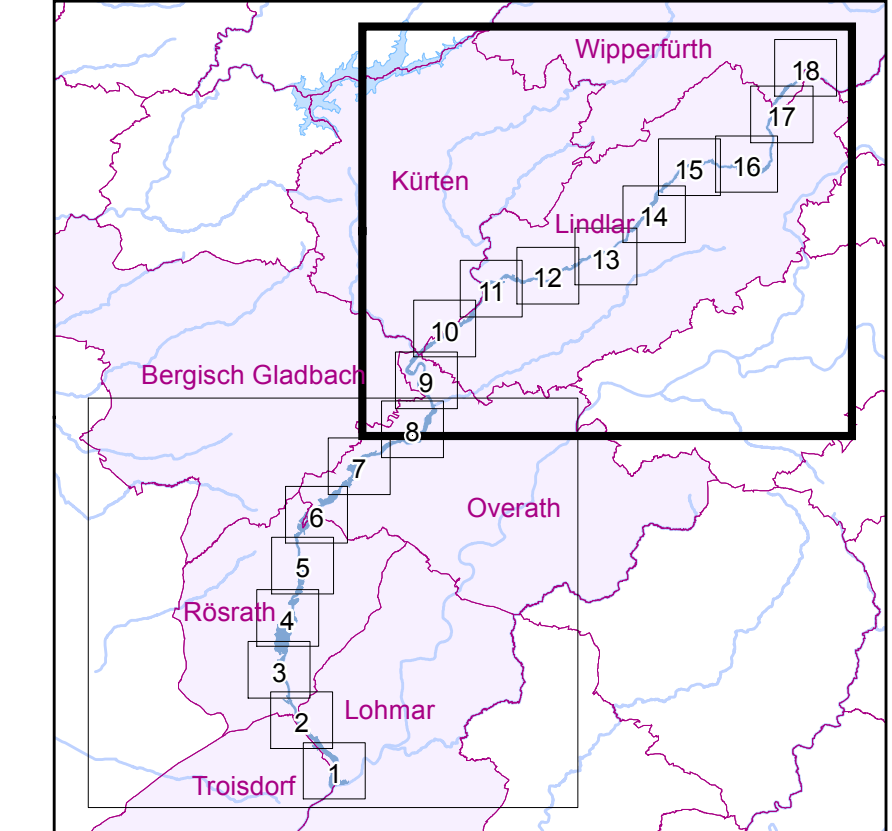 Wipperfürth
18
17
Kürten
15
16
14
Lindlar
13
12
11
10
Bergisch Gladbach
9
8
7
Overath
6
5
Rösrath
4
3
Lohmar
2
1
Troisdorf